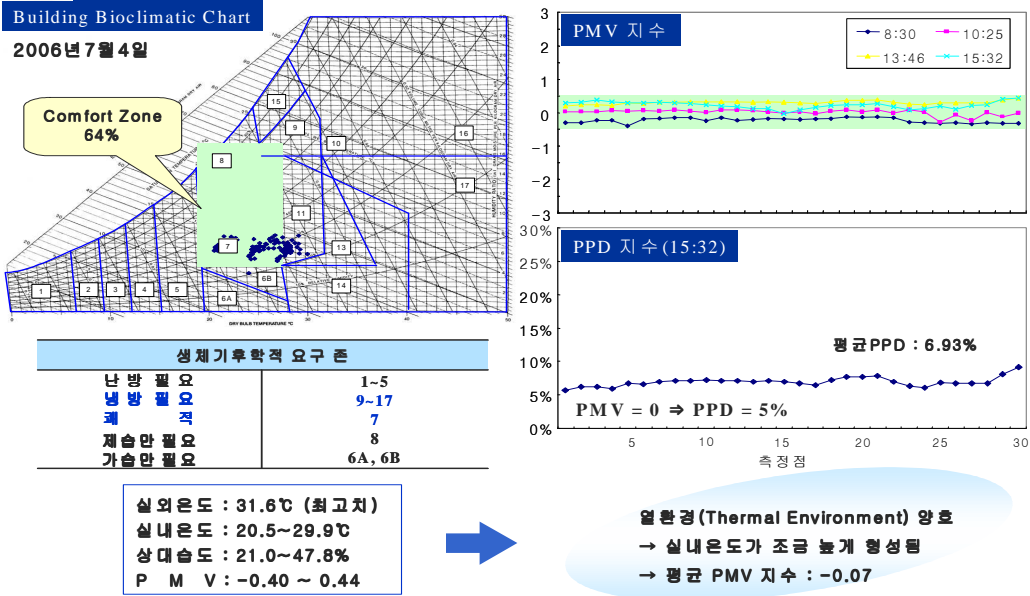 Building Bioclimatic Chart
2006년7월4일
Comfort Zone
64%
15
9
10
16
8
17
11
7
13
6B
14
1
2
3
4
5
6A
0
10
20
30
40
50
DRY BULB TEMPERATURE °C
생체기후학적 요구 존
난 방 필 요 1~5
냉 방 필 요 9~17
쾌 적 7
제습만 필요 8
가습만 필요 6A, 6B
실외온도 : 31.6℃ (최고치)
실내온도 : 20.5~29.9℃
상대습도 : 21.0~47.8%
P M V : -0.40 ~ 0.44
PMV 지수
8:30
10:25
13:46
15:32
3
2
1
0
-1
-2
-3
PPD 지수(15:32)
30%
25%
20%
15%
10%
5%
0%
평균PPD : 6.93%
PMV = 0 ⇒ PPD = 5%
5
10
15
20
25
30
측정점
열환경(Thermal Environment) 양호
→ 실내온도가 조금 높게 형성됨
→ 평균 PMV 지수 : -0.07